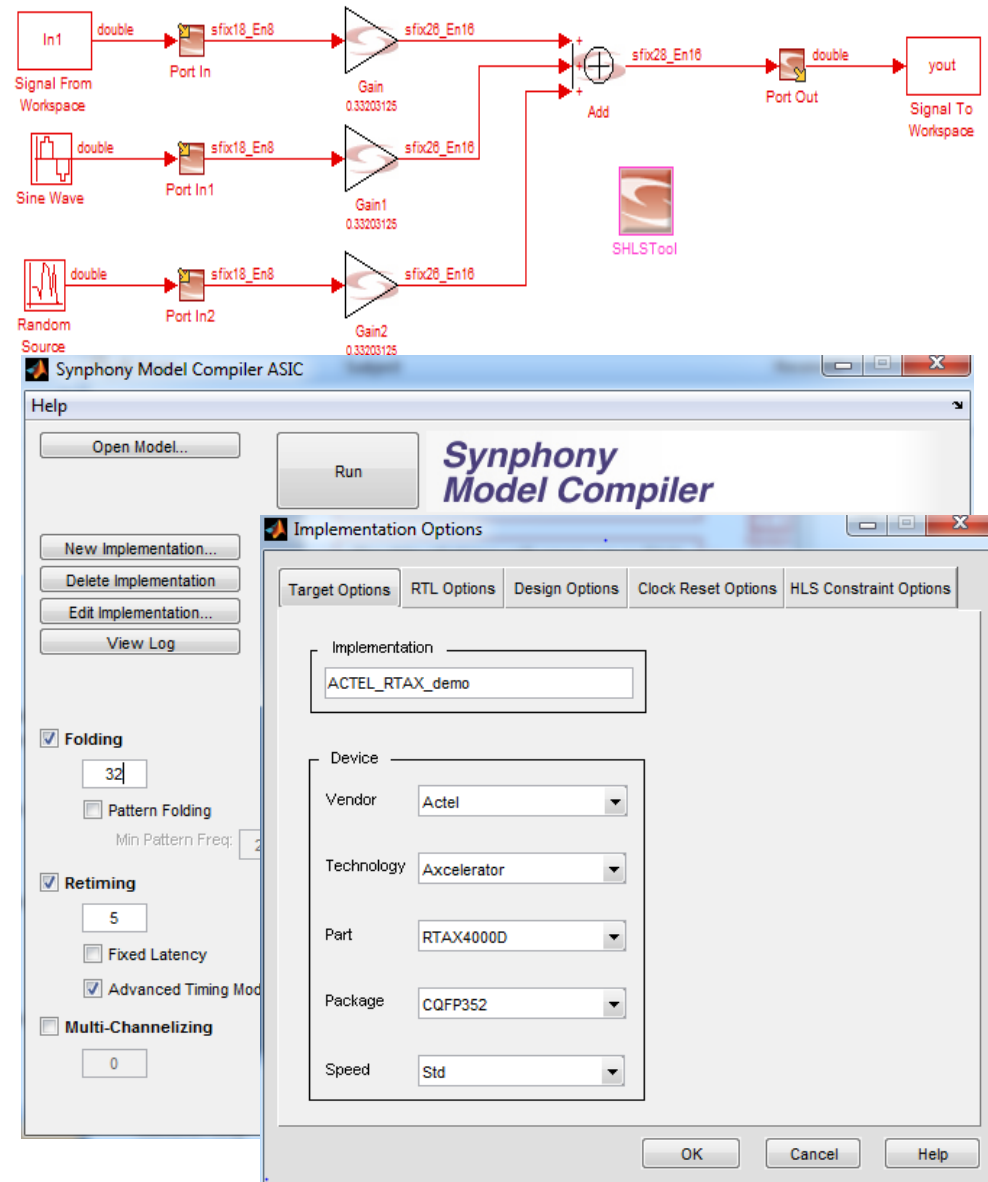 In1
double
sfix18_En8
sfix26_En16
Signal From
Workspace
Port In
Gain
0.33203125
+
+
+
Add
sfix28_En16
double
Port Out
yout
Signal To
Workspace
double
sfix18_En8
sfix26_En16
Sine Wave
Port In1
Gain1
0.33203125
SHLSTool
double
sfix18_En8
sfix26_En16
Random
Source
Port In2
Gain2
0.33203125
Synphony Model Compiler ASIC
Help
Open Model...
Run
Synphony
Model Compiler
New Implementation...
Delete Implementation
Edit Implementation...
View Log
Folding
32
Pattern Folding
Min Pattern Freq: 2
Retiming
5
Fixed Latency
Advanced Timing Mod
Multi-Channelizing
0
Implementation Options
Target Options
RTL Options
Design Options
Clock Reset Options
HLS Constraint Options
Implementation
ACTEL_RTAX_demo
Device
Vendor Actel
Technology Axcelerator
Part RTAX4000D
Package CQFP352
Speed Std
OK
Cancel
Help